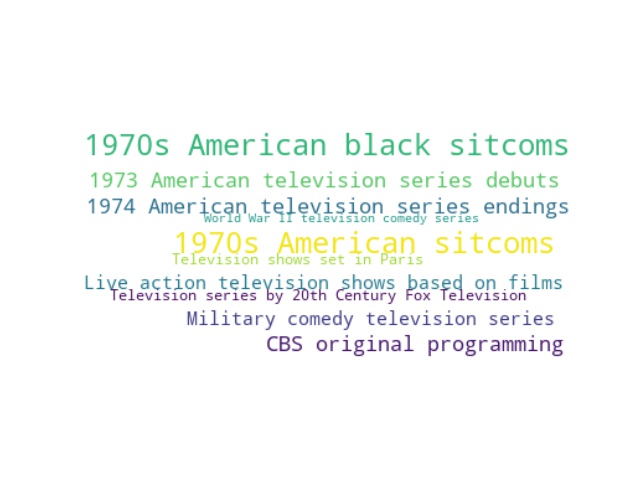 1970s American black sitcoms
1973 American television series debuts
1974 American television series endings
World War II television comedy series
1970s American sitcoms
Television shows set in Paris
Live action television shows based on films
Television series by 20th Century Fox Television
Military comedy television series
CBS original programming